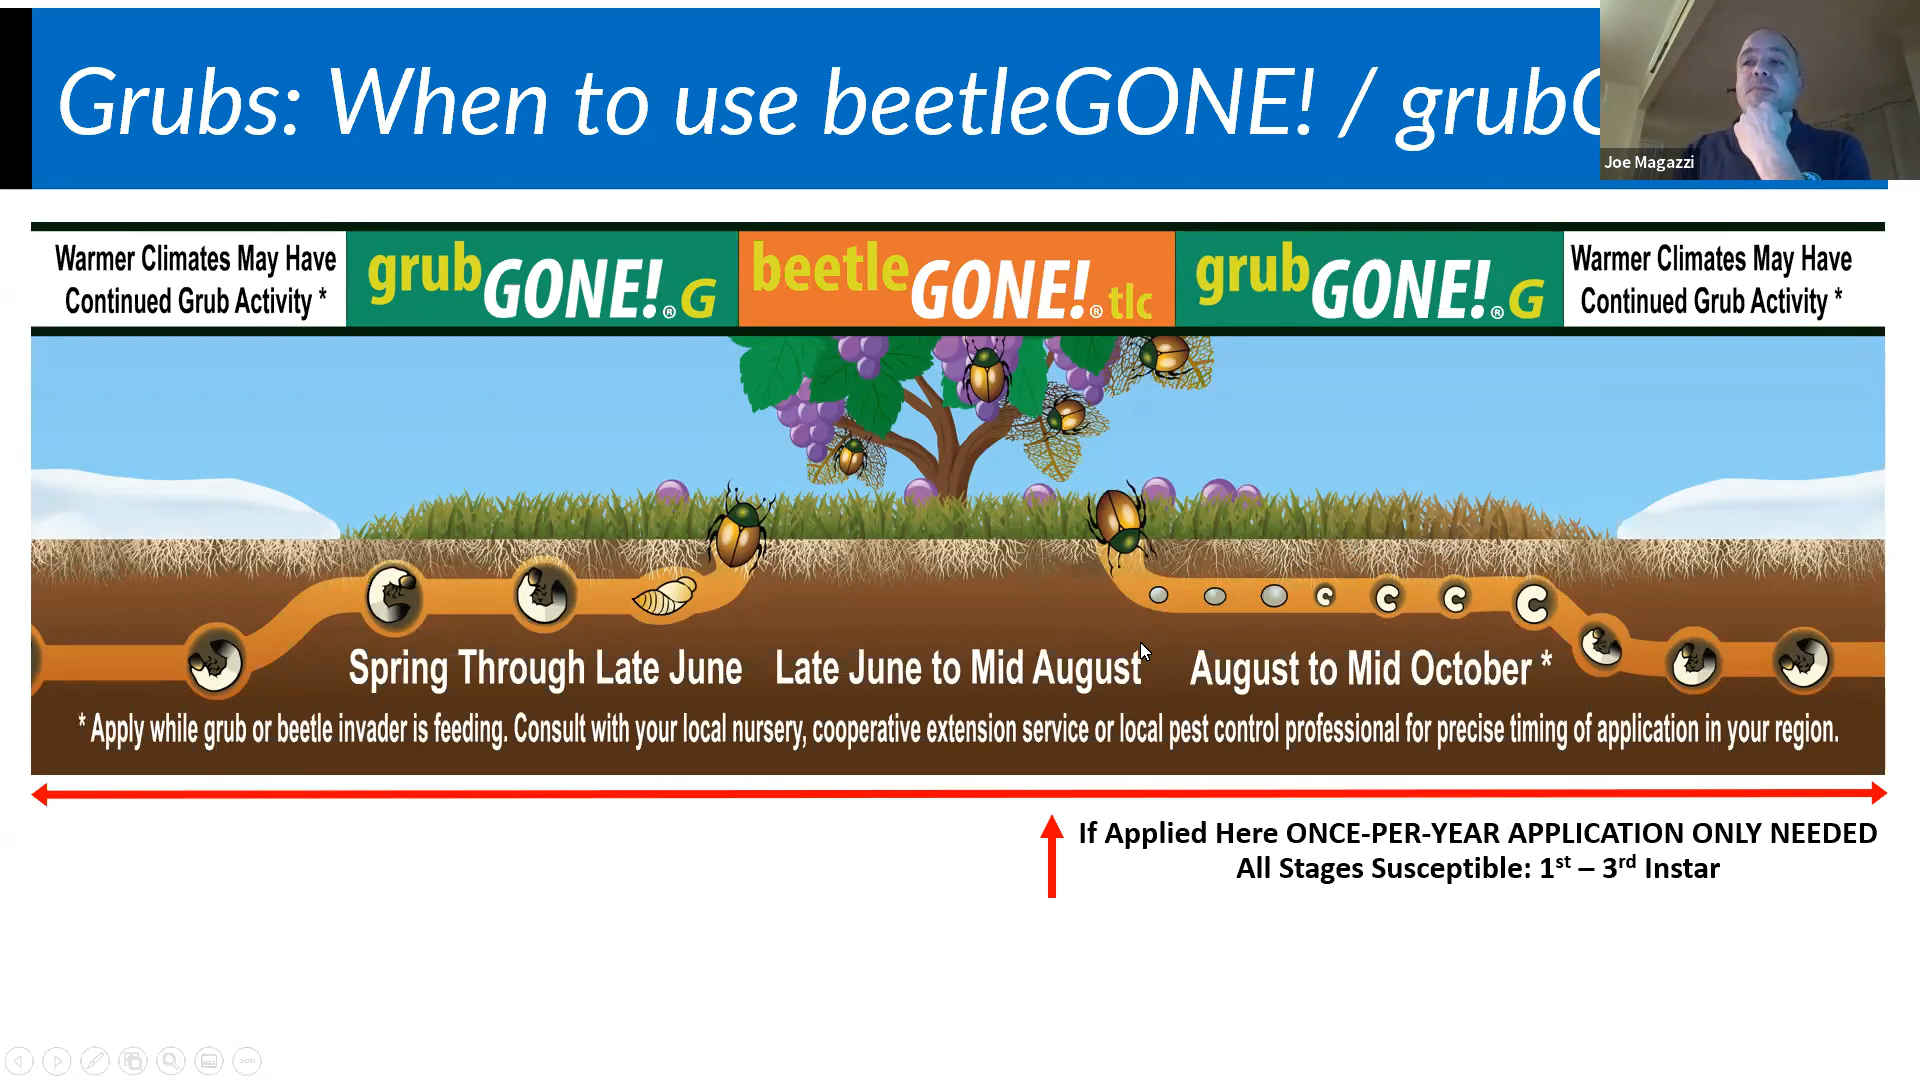 Grubs: When to use beetleGONE! / grub
Joe Magazzi
Warmer Climates May Have
Continued Grub Activity *
grubGONE!® G
beetleGONE!® tlc
grubGONE!® G
Warmer Climates May Have
Continued Grub Activity *
Spring Through Late June
Late June to Mid August
August to Mid October *
* Apply while grub or beetle invader is feeding. Consult with your local nursery, cooperative extension service or local pest control professional for precise timing of application in your region.
If Applied Here ONCE-PER-YEAR APPLICATION ONLY NEEDED
All Stages Susceptible: 1st – 3rd Instar